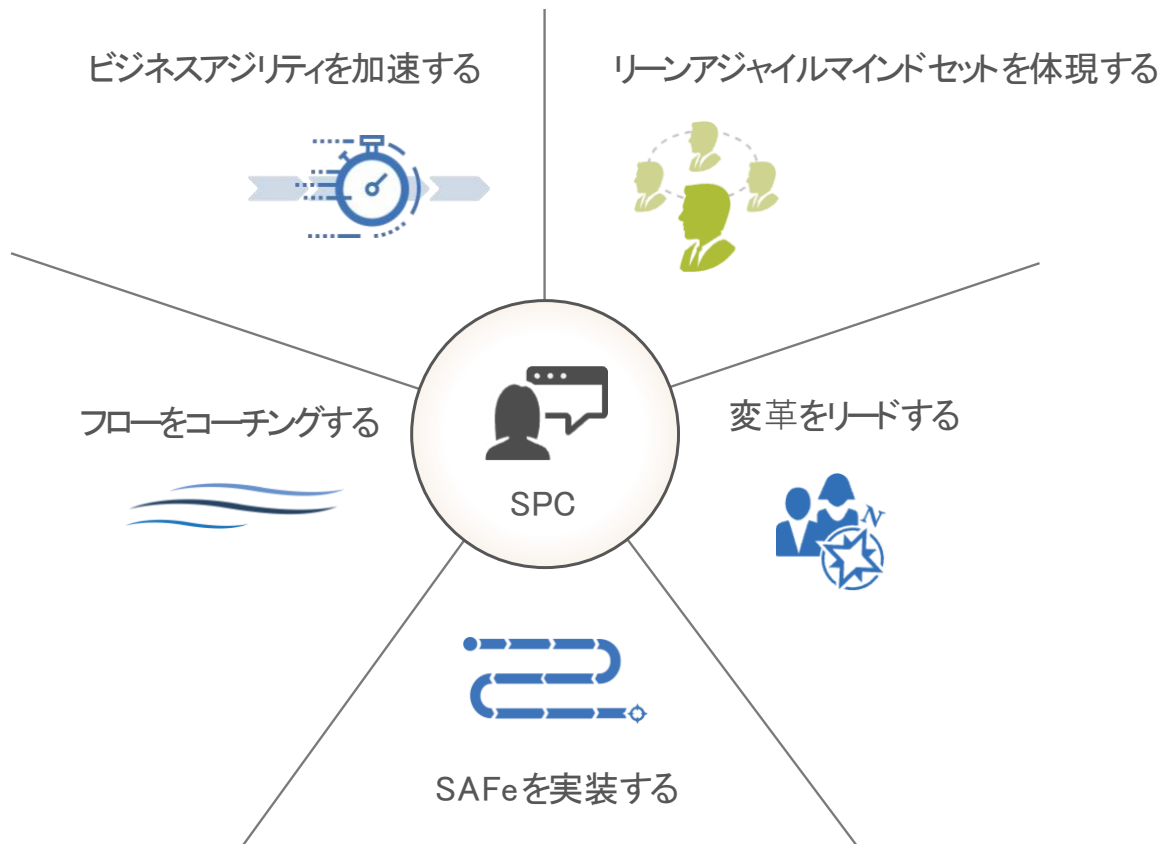 ビジネスアジリティを加速する
リーンアジャイルマインドセットを体現する
フローをコーチングする
変革をリードする
N
SPC
SAFeを実装する